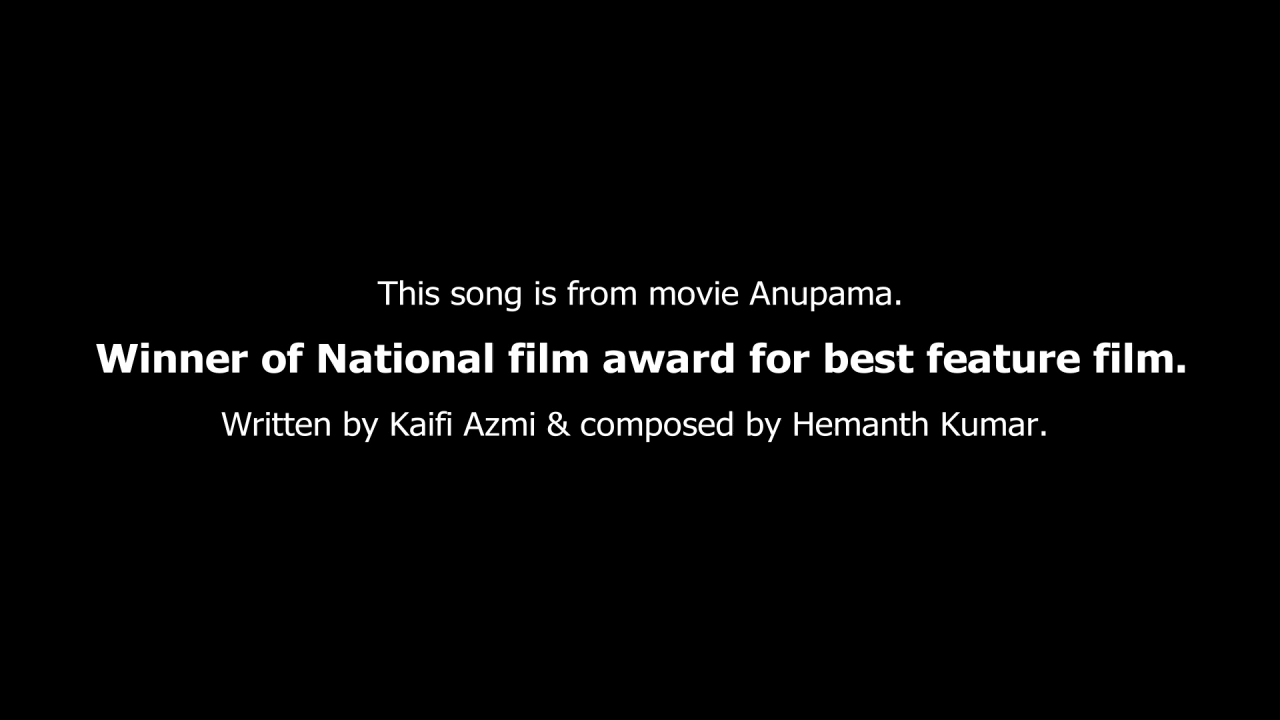 This song is from movie Anupama.
Winner of National film award for best feature film.
Written by Kaifi Azmi & composed by Hemanth Kumar.